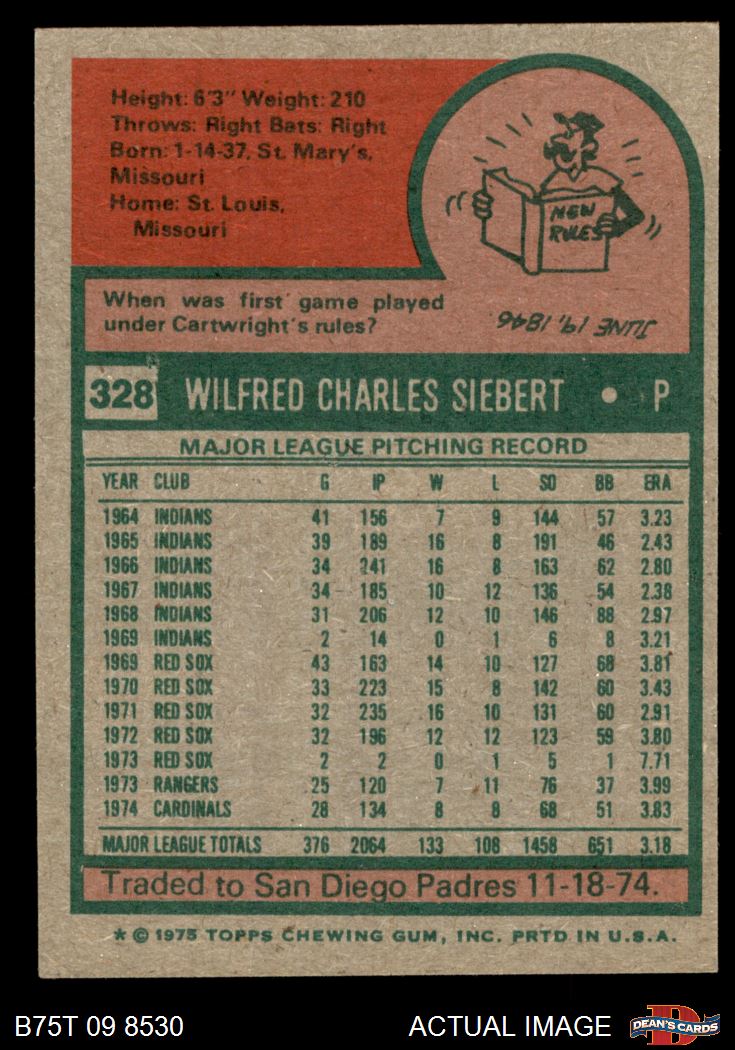 Height: 6'3" Weight: 210
Throws: Right Bats: Right
Born: 1-14-37, St. Mary's,
Missouri
Home: St. Louis,
Missouri
NEW
RULES
When was first game played
under Cartwright's rules?
JUNE 19, 1846
328 WILFRED CHARLES SIEBERT • P
MAJOR LEAGUE PITCHING RECORD
YEAR CLUB G IP W L SO BB ERA
1964 INDIANS 41 156 7 9 144 57 3.23
1965 INDIANS 39 189 16 8 191 46 2.43
1966 INDIANS 34 241 16 8 163 62 2.80
1967 INDIANS 34 185 10 12 136 54 2.38
1968 INDIANS 31 206 12 10 146 88 2.97
1969 INDIANS 2 14 0 1 6 8 3.21
1969 RED SOX 43 163 14 10 127 68 3.81
1970 RED SOX 33 223 15 8 142 60 3.43
1971 RED SOX 32 235 16 10 131 60 2.91
1972 RED SOX 32 196 12 12 123 59 3.80
1973 RED SOX 2 2 0 1 5 1 7.71
1973 RANGERS 25 120 7 11 76 37 3.99
1974 CARDINALS 28 134 8 8 68 51 3.83
MAJOR LEAGUE TOTALS 376 2064 133 108 1458 651 3.18
Traded to San Diego Padres 11-18-74.
* © 1975 TOPPS CHEWING GUM, INC. PRTD IN U.S.A.
B75T 09 8530 ACTUAL IMAGE D DEAN'S CARDS